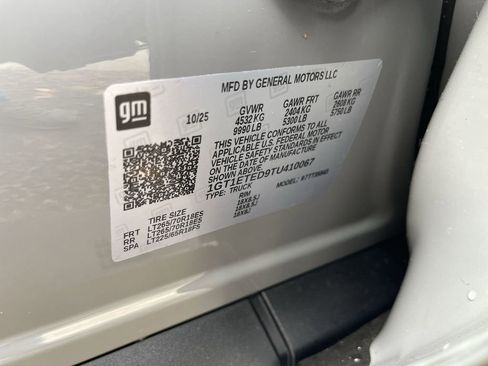 MFD BY GENERAL MOTORS LLC
gm
10/25
GVWR GAWR FRT GAWR RR
4532 KG 2404 KG 2608 KG
9990 LB 5300 LB 5750 LB
THIS VEHICLE CONFORMS TO ALL
APPLICABLE U.S. FEDERAL MOTOR
VEHICLE SAFETY STANDARDS IN
EFFECT ON THE DATE OF
MANUFACTURE SHOWN ABOVE.
1GT1ETED9TU410067
TYPE: TRUCK MODEL:
TIRE SIZE RIM
FRT LT265/70R18ES 18X8.5J
RR LT265/70R18ES 18X8.5J
SPA LT225/65R18FS 18X8J